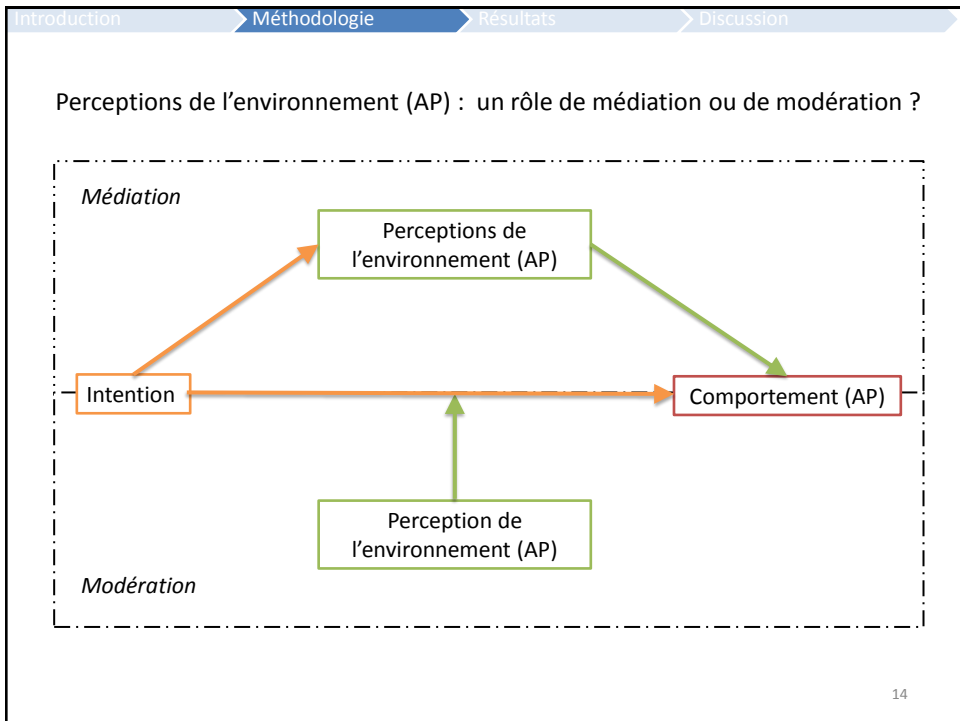 Introduction
Méthodologie
Résultats
Discussion
Perceptions de l’environnement (AP) : un rôle de médiation ou de modération ?
Médiation
Perceptions de
l’environnement (AP)
Intention
Comportement (AP)
Perception de
l’environnement (AP)
Modération
14